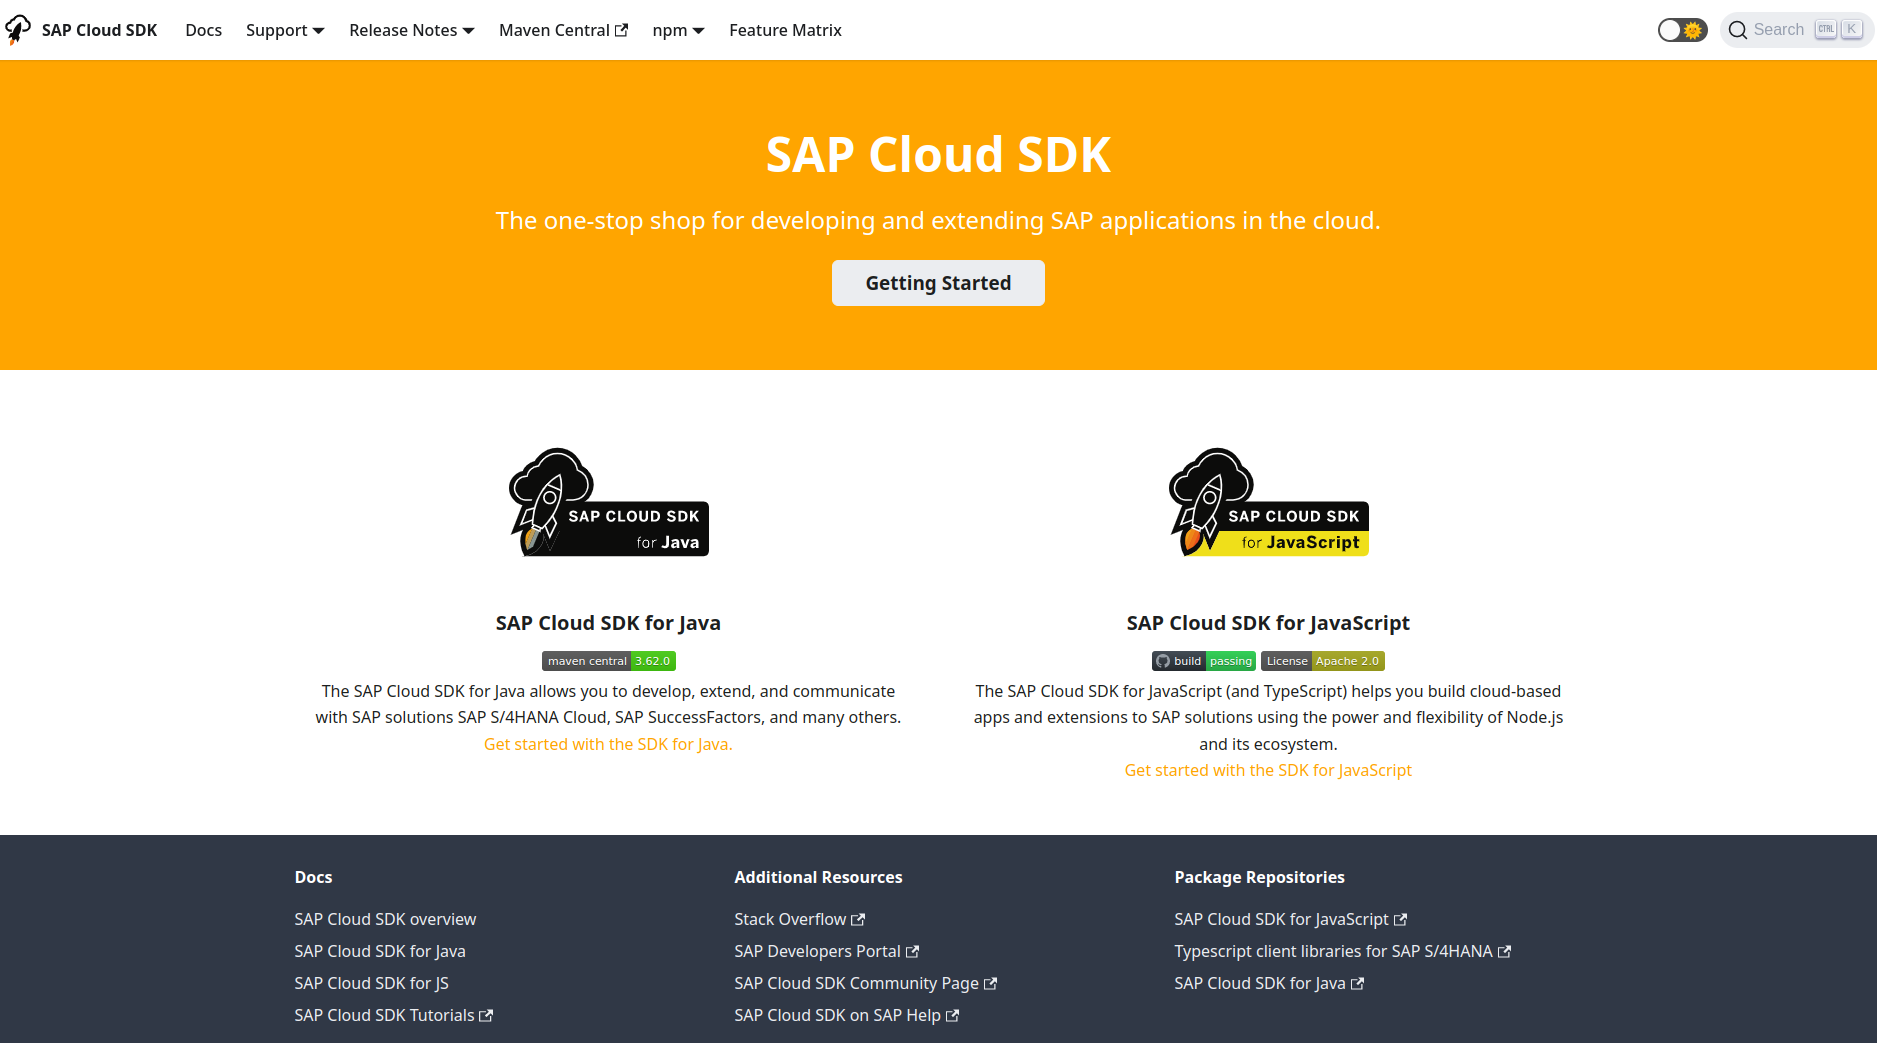 SAP Cloud SDK Docs Support Release Notes Maven Central npm Feature Matrix Search CTRL K
SAP Cloud SDK
The one-stop shop for developing and extending SAP applications in the cloud.
Getting Started
SAP CLOUD SDK
for Java
SAP Cloud SDK for Java
maven central 3.62.0
The SAP Cloud SDK for Java allows you to develop, extend, and communicate
with SAP solutions SAP S/4HANA Cloud, SAP SuccessFactors, and many others.
Get started with the SDK for Java.
SAP CLOUD SDK
for JavaScript
SAP Cloud SDK for JavaScript
build passing License Apache 2.0
The SAP Cloud SDK for JavaScript (and TypeScript) helps you build cloud-based
apps and extensions to SAP solutions using the power and flexibility of Node.js
and its ecosystem.
Get started with the SDK for JavaScript
Docs
SAP Cloud SDK overview
SAP Cloud SDK for Java
SAP Cloud SDK for JS
SAP Cloud SDK Tutorials
Additional Resources
Stack Overflow
SAP Developers Portal
SAP Cloud SDK Community Page
SAP Cloud SDK on SAP Help
Package Repositories
SAP Cloud SDK for JavaScript
Typescript client libraries for SAP S/4HANA
SAP Cloud SDK for Java